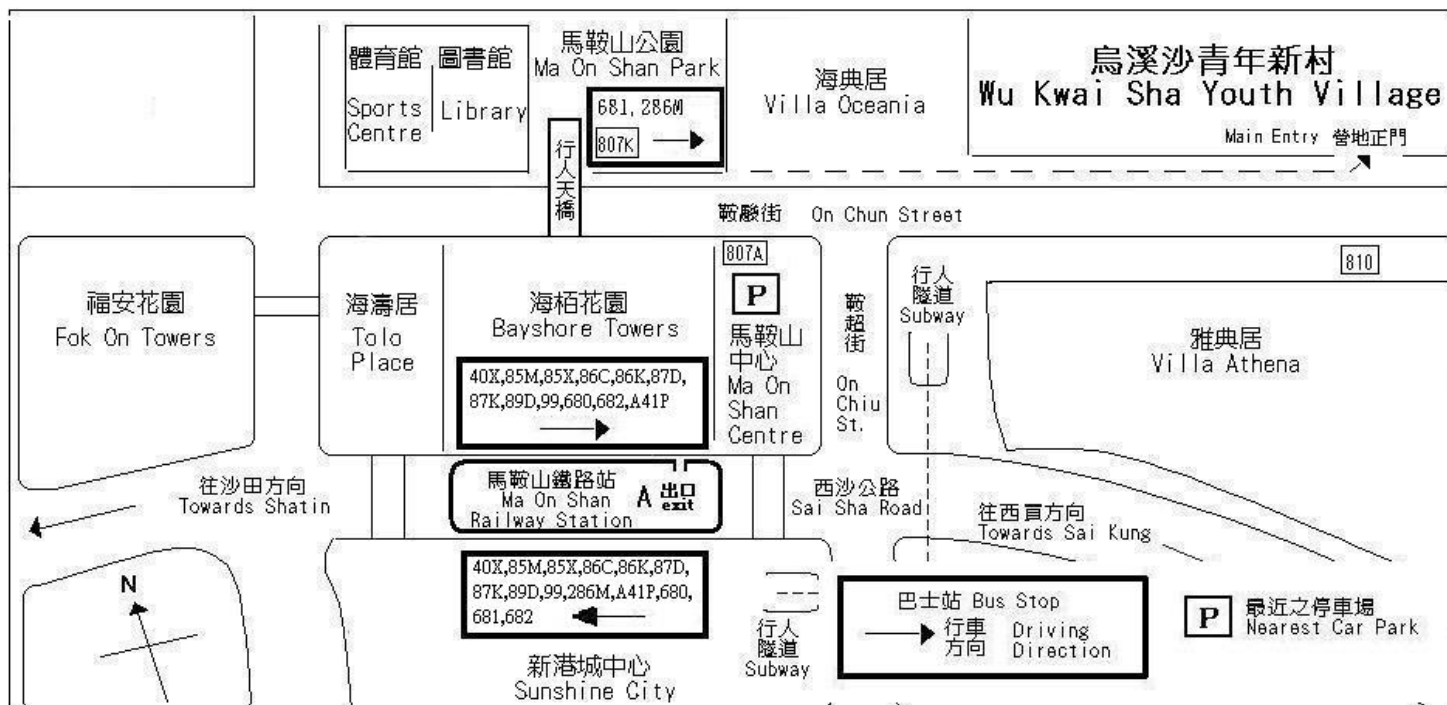 體育館
圖書館
Sports
Centre
Library
馬鞍山公園
Ma On Shan Park
681, 286M
807K
海典居
Villa Oceania
烏溪沙青年新村
Wu Kwai Sha Youth Village
Main Entry 營地正門
行人天橋
鞍駿街 On Chun Street
福安花園
Fok On Towers
海濤居
Tolo
Place
海栢花園
Bayshore Towers
40X,85M,85X,86C,86K,87D,
87K,89D,99,680,682,A41P
807A
P
馬鞍山
中心
Ma On
Shan
Centre
鞍超街
On
Chiu
St.
行人
隧道
Subway
810
雅典居
Villa Athena
往沙田方向
Towards Shatin
馬鞍山鐵路站
Ma On Shan
Railway Station
A 出口
exit
西沙公路
Sai Sha Road
往西貢方向
Towards Sai Kung
N
40X,85M,85X,86C,86K,87D,
87K,89D,99,286M,A41P,680,
681,682
新港城中心
Sunshine City
行人
隧道
Subway
巴士站 Bus Stop
行車 Driving
方向 Direction
P
最近之停車場
Nearest Car Park